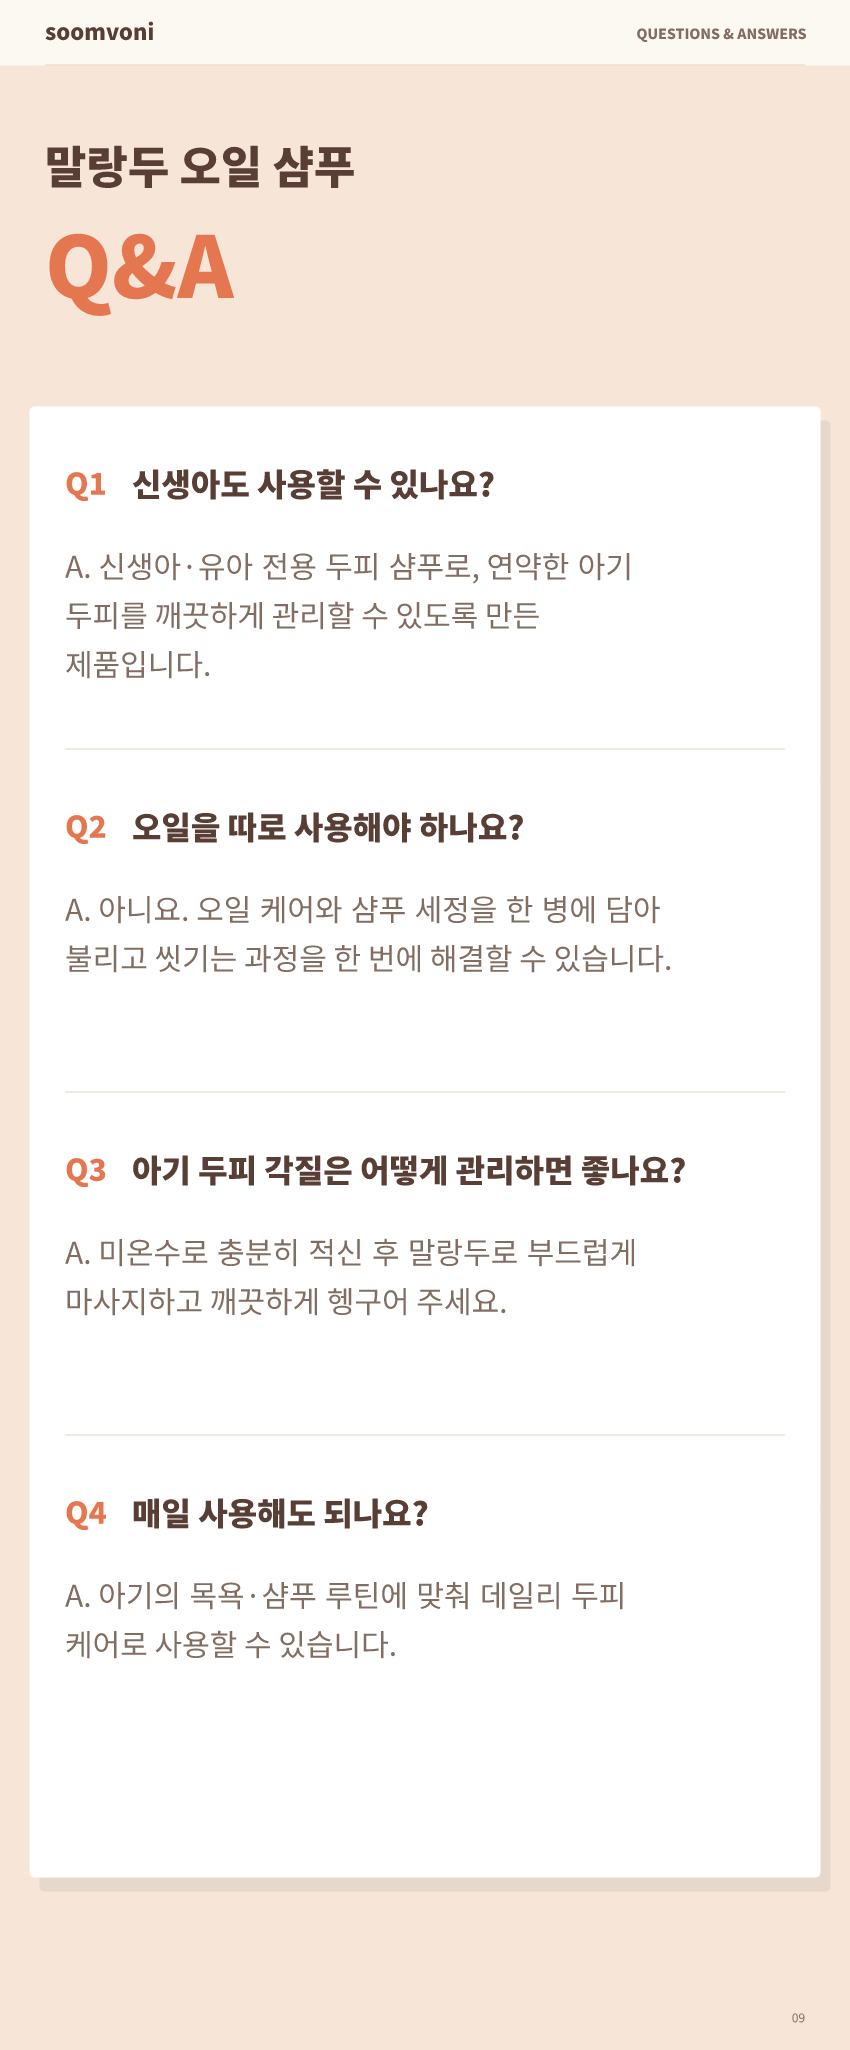 soomvoni
QUESTIONS & ANSWERS
말랑두 오일 샴푸
Q&A
Q1 신생아도 사용할 수 있나요?
A. 신생아·유아 전용 두피 샴푸로, 연약한 아기
두피를 깨끗하게 관리할 수 있도록 만든
제품입니다.
Q2 오일을 따로 사용해야 하나요?
A. 아니요. 오일 케어와 샴푸 세정을 한 병에 담아
불리고 씻기는 과정을 한 번에 해결할 수 있습니다.
Q3 아기 두피 각질은 어떻게 관리하면 좋나요?
A. 미온수로 충분히 적신 후 말랑두로 부드럽게
마사지하고 깨끗하게 헹구어 주세요.
Q4 매일 사용해도 되나요?
A. 아기의 목욕·샴푸 루틴에 맞춰 데일리 두피
케어로 사용할 수 있습니다.
09